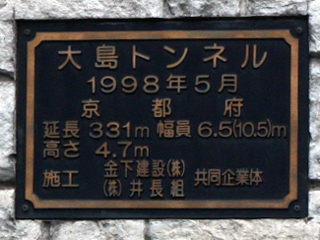 大島トンネル
1998年5月
京都府
延長 331m 幅員 6.5(10.5)m
高さ 4.7m
施工 金下建設(株) 共同企業体
(株)井長組